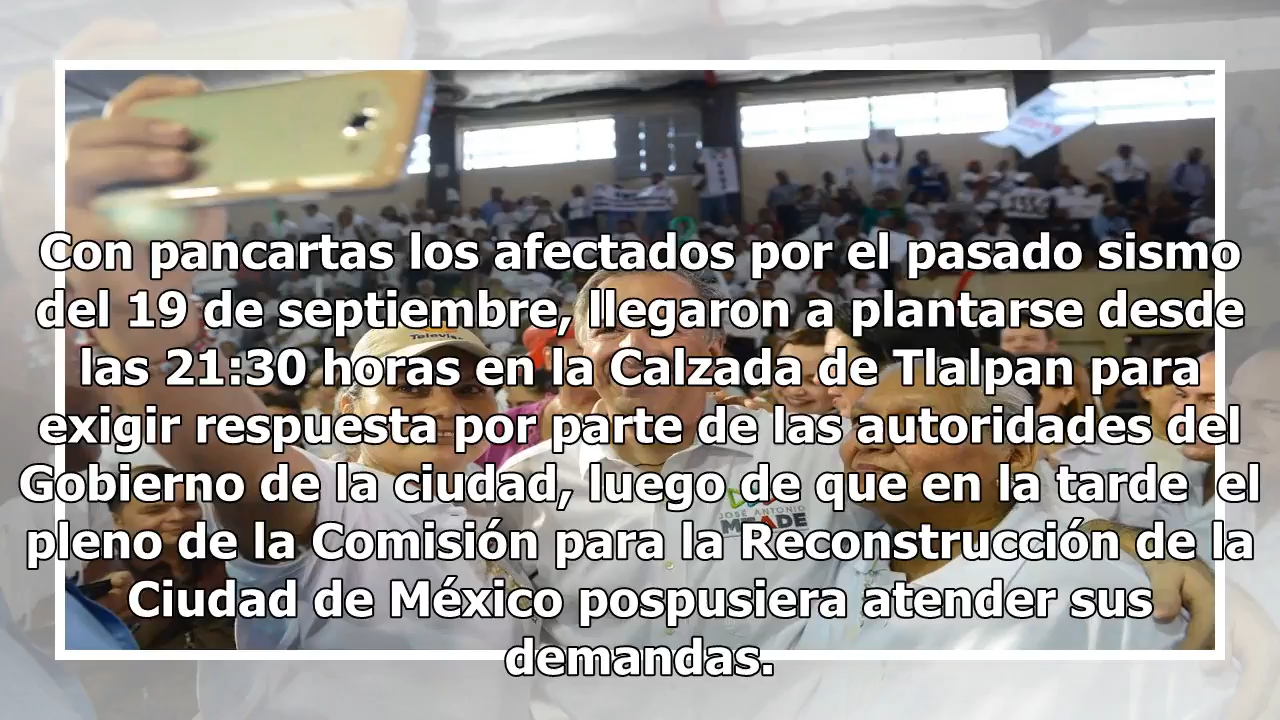 Con pancartas los afectados por el pasado sismo
del 19 de septiembre, llegaron a plantarse desde
las 21:30 horas en la Calzada de Tlalpan para
exigir respuesta por parte de las autoridades del
Gobierno de la ciudad, luego de que en la tarde  el
pleno de la Comisión para la Reconstrucción de la
Ciudad de México pospusiera atender sus
demandas.
JOSÉ ANTONIO